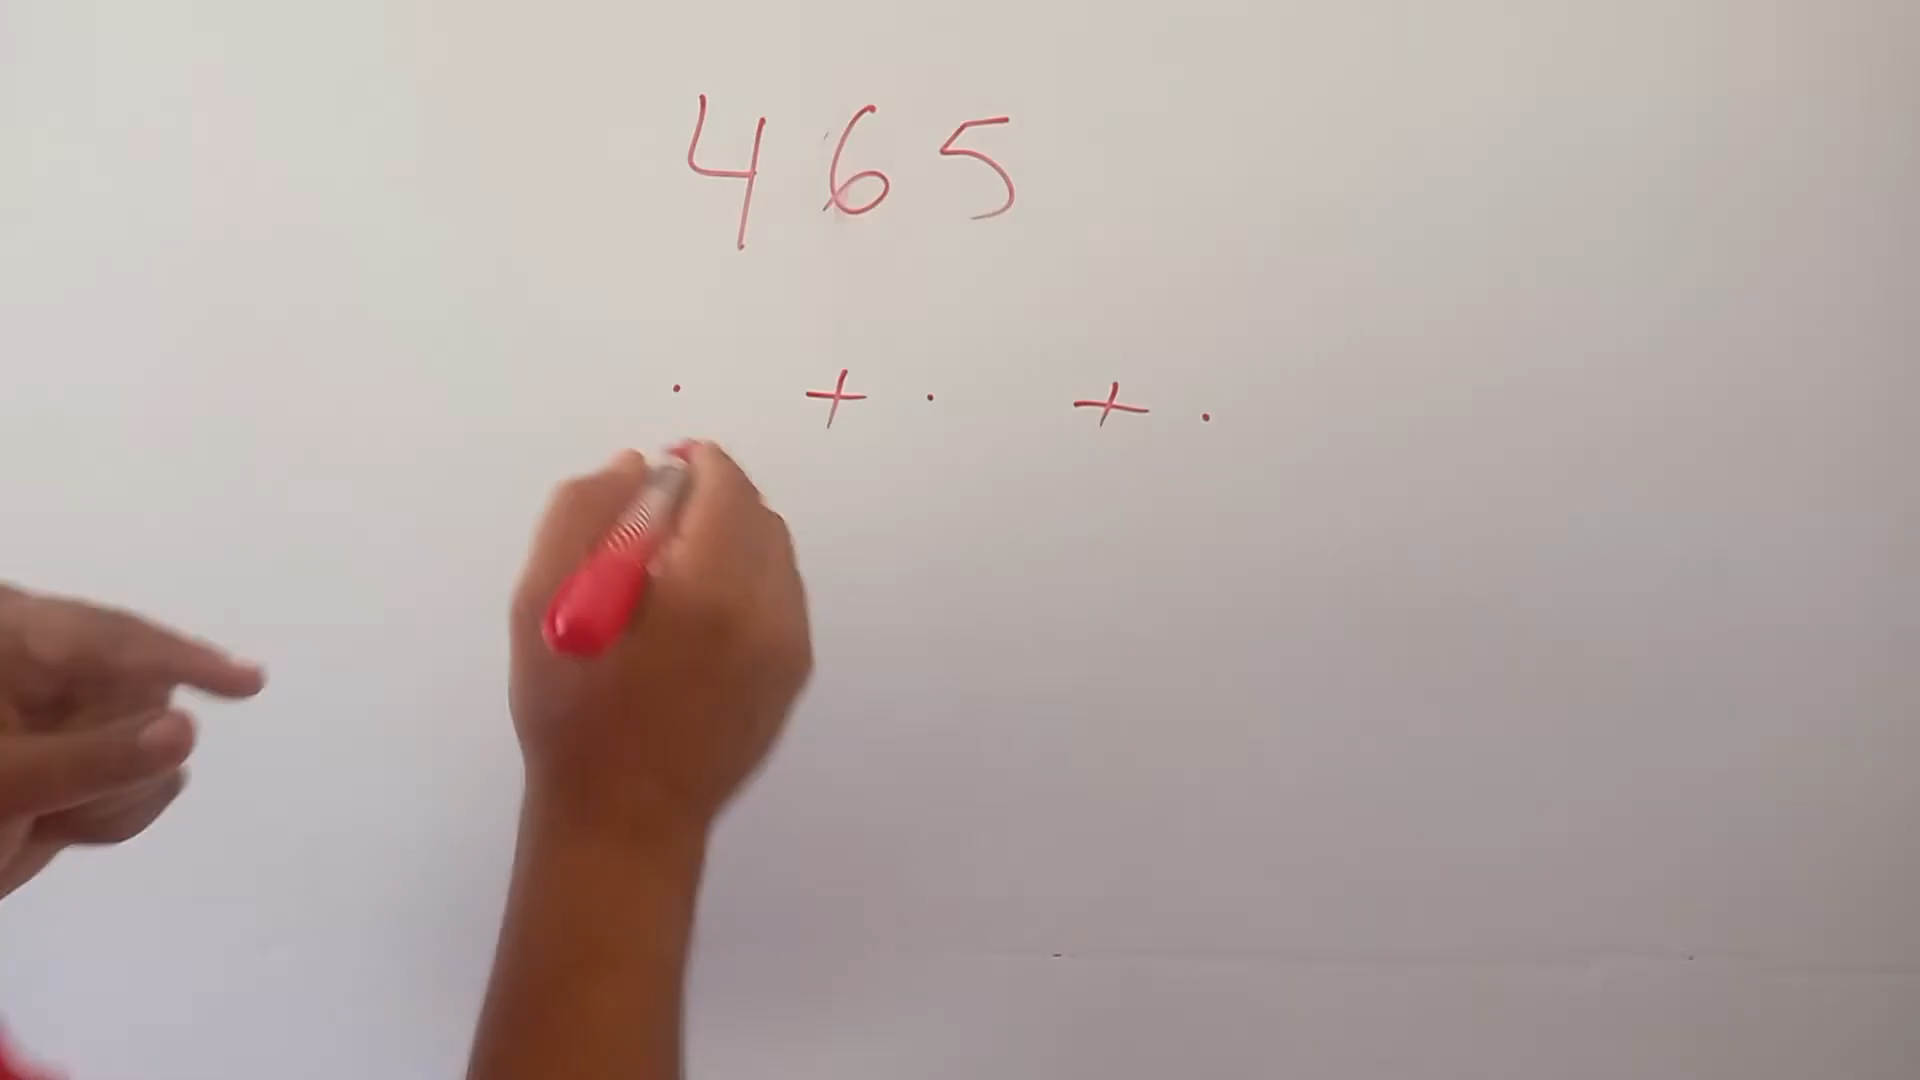 465
· + · + ·